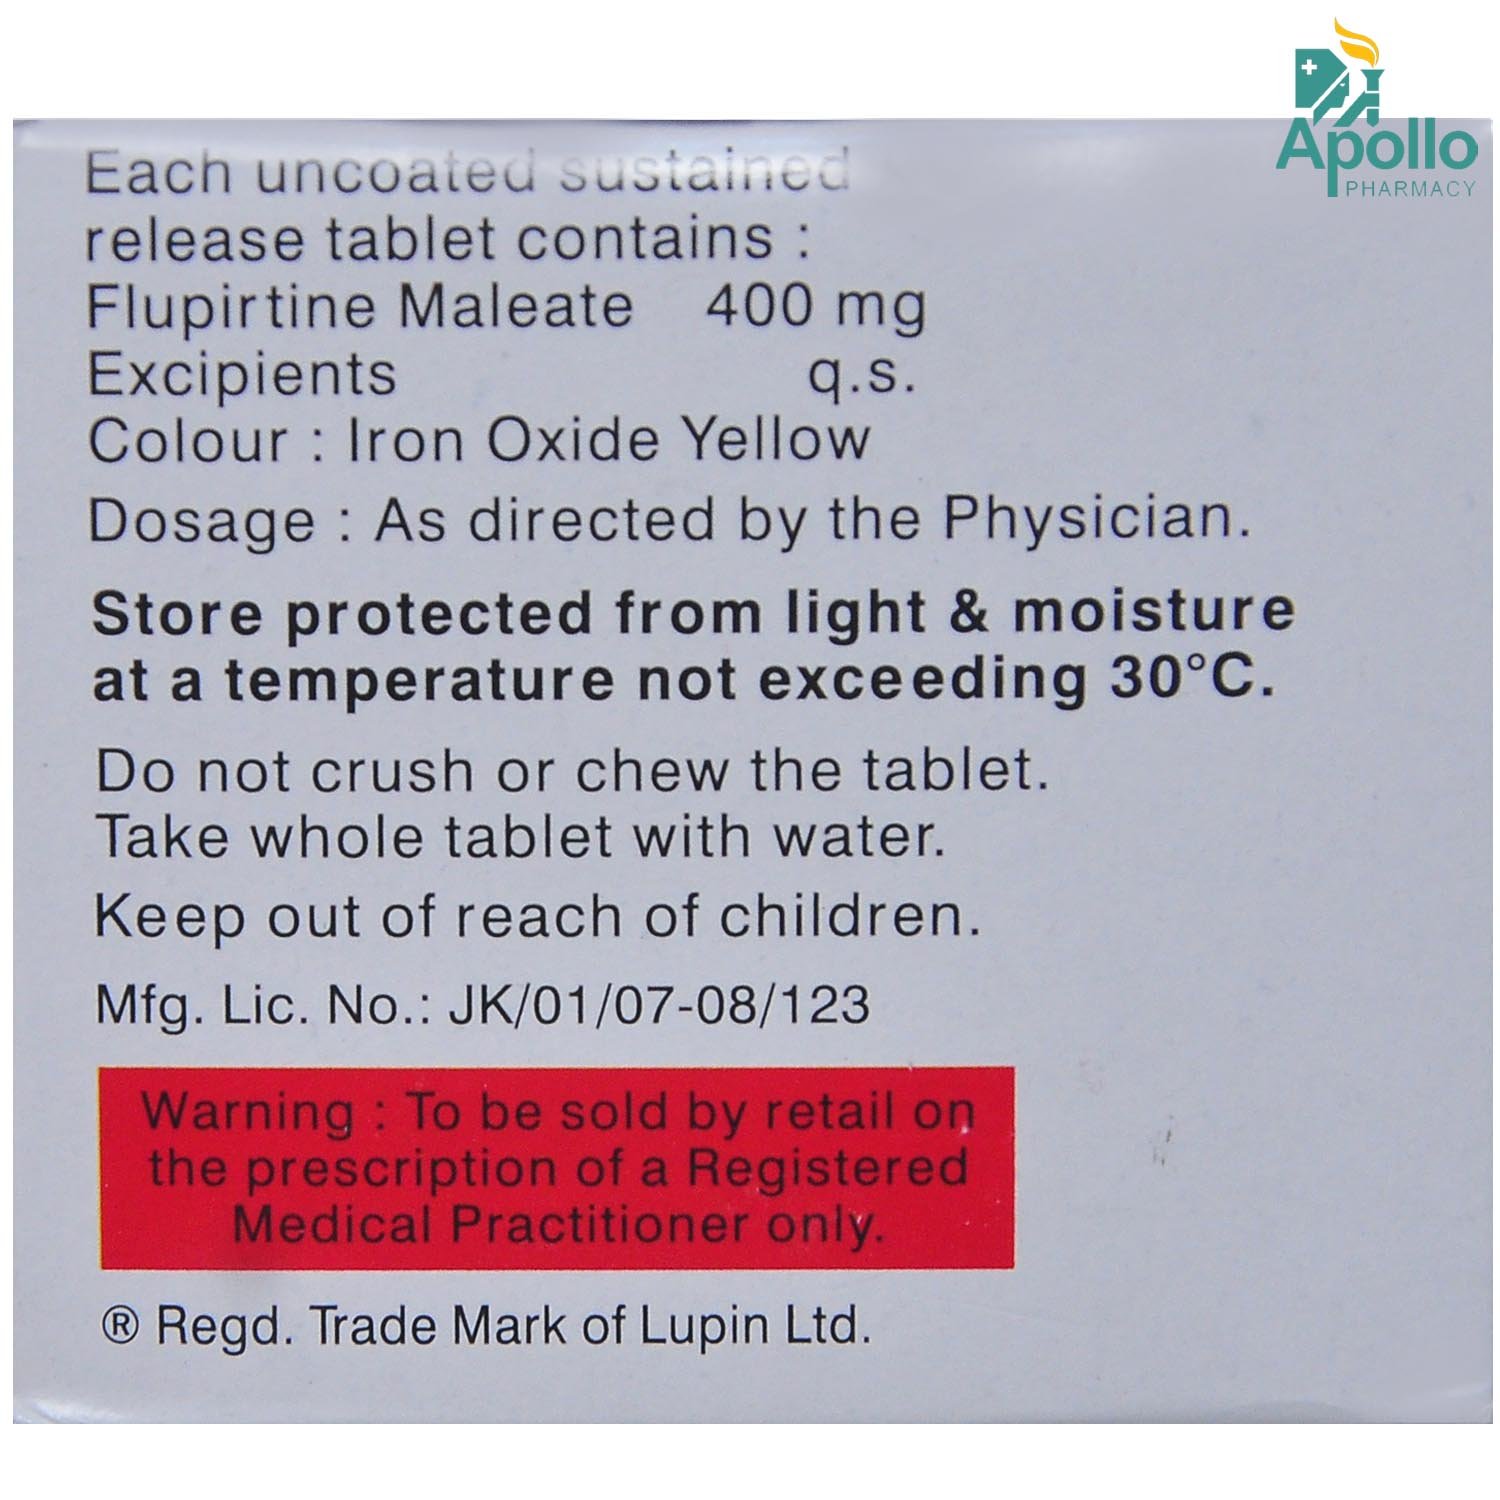 Apollo
PHARMACY
Each uncoated sustained
release tablet contains :
Flupirtine Maleate 400 mg
Excipients q.s.
Colour : Iron Oxide Yellow
Dosage : As directed by the Physician.
Store protected from light & moisture
at a temperature not exceeding 30°C.
Do not crush or chew the tablet.
Take whole tablet with water.
Keep out of reach of children.
Mfg. Lic. No.: JK/01/07-08/123
Warning : To be sold by retail on
the prescription of a Registered
Medical Practitioner only.
® Regd. Trade Mark of Lupin Ltd.